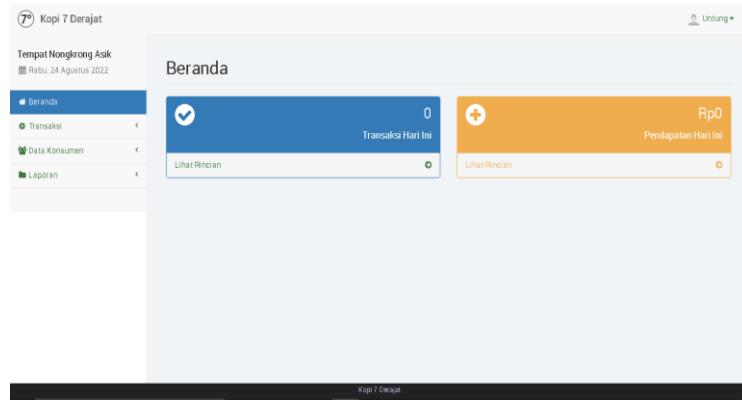 7° Kopi 7 Derajat
Untung
Tempat Nongkrong Asik
Rabu, 24 Agustus 2022
Beranda
Transaksi
Data Konsumen
Laporan
Beranda
0
Transaksi Hari Ini
Lihat Rincian
Rp0
Pendapatan Hari Ini
Lihat Rincian
Kopi 7 Derajat